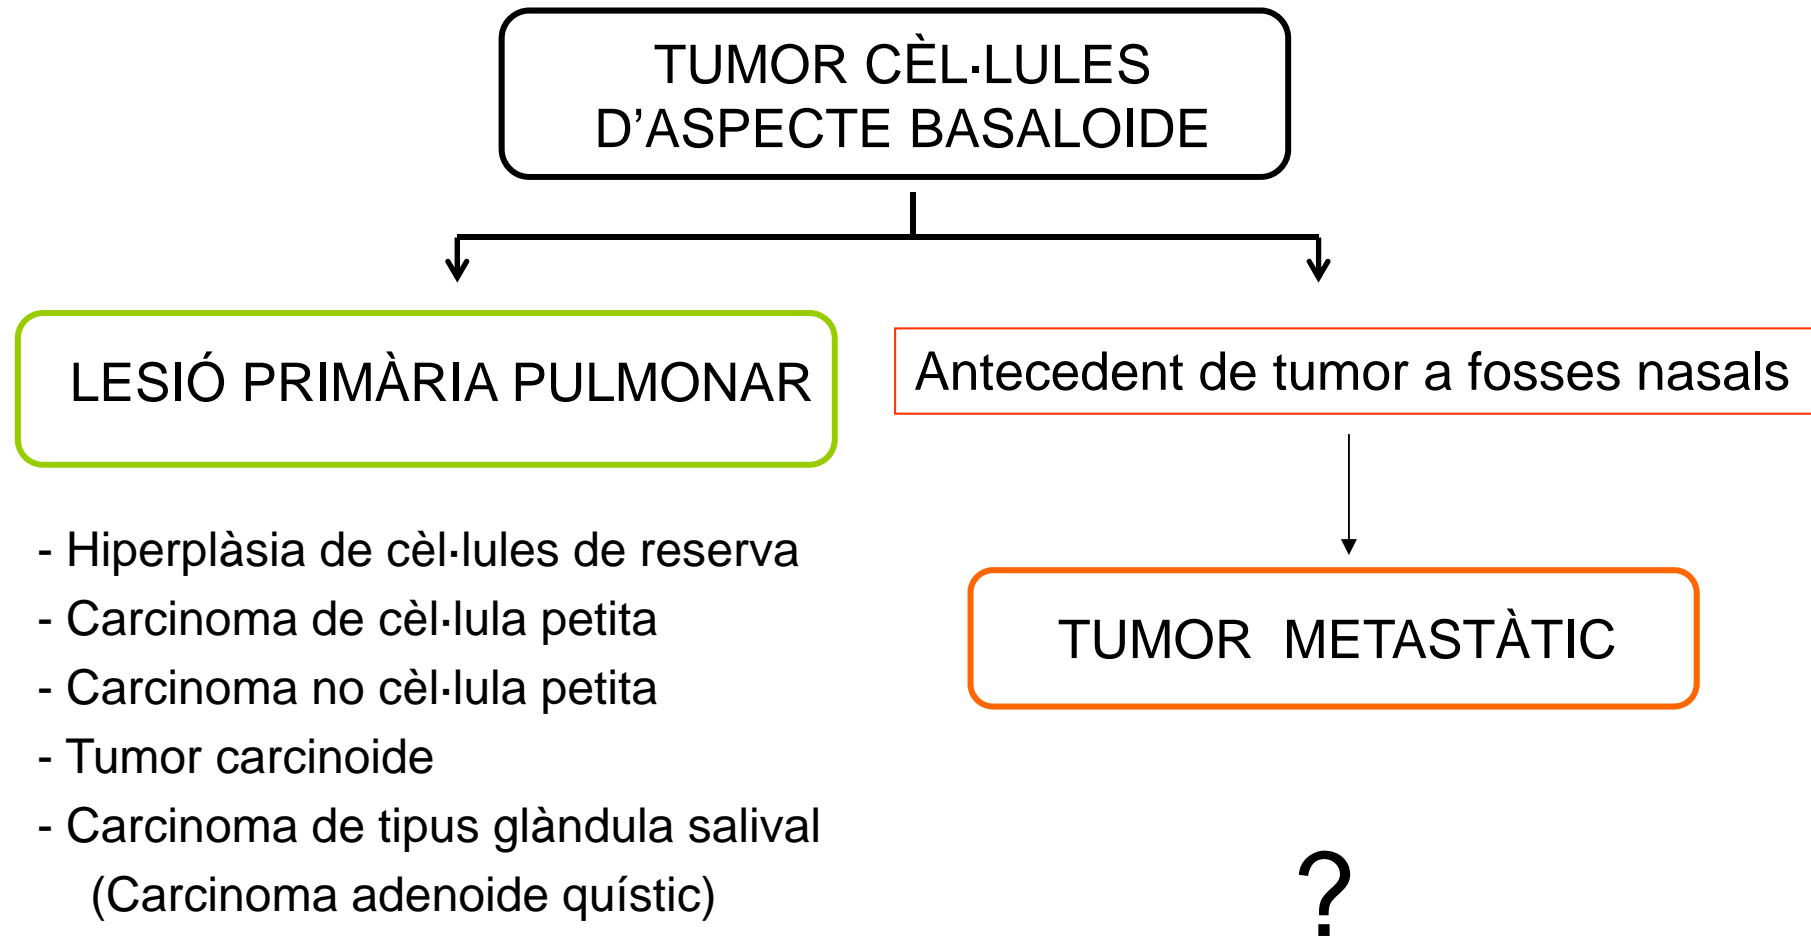 TUMOR CÈL·LULES
D’ASPECTE BASALOIDE
LESIÓ PRIMÀRIA PULMONAR
Antecedent de tumor a fosses nasals
- Hiperplàsia de cèl·lules de reserva
- Carcinoma de cèl·lula petita
- Carcinoma no cèl·lula petita
- Tumor carcinoide
- Carcinoma de tipus glàndula salival
(Carcinoma adenoide quístic)
TUMOR METASTÀTIC
?